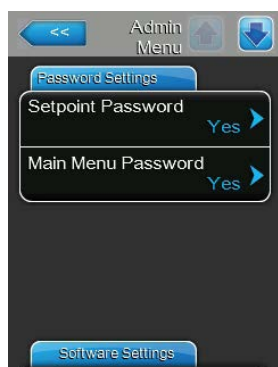 <<
Admin
Menu
Password Settings
Setpoint Password
Yes
Main Menu Password
Yes
Software Settings